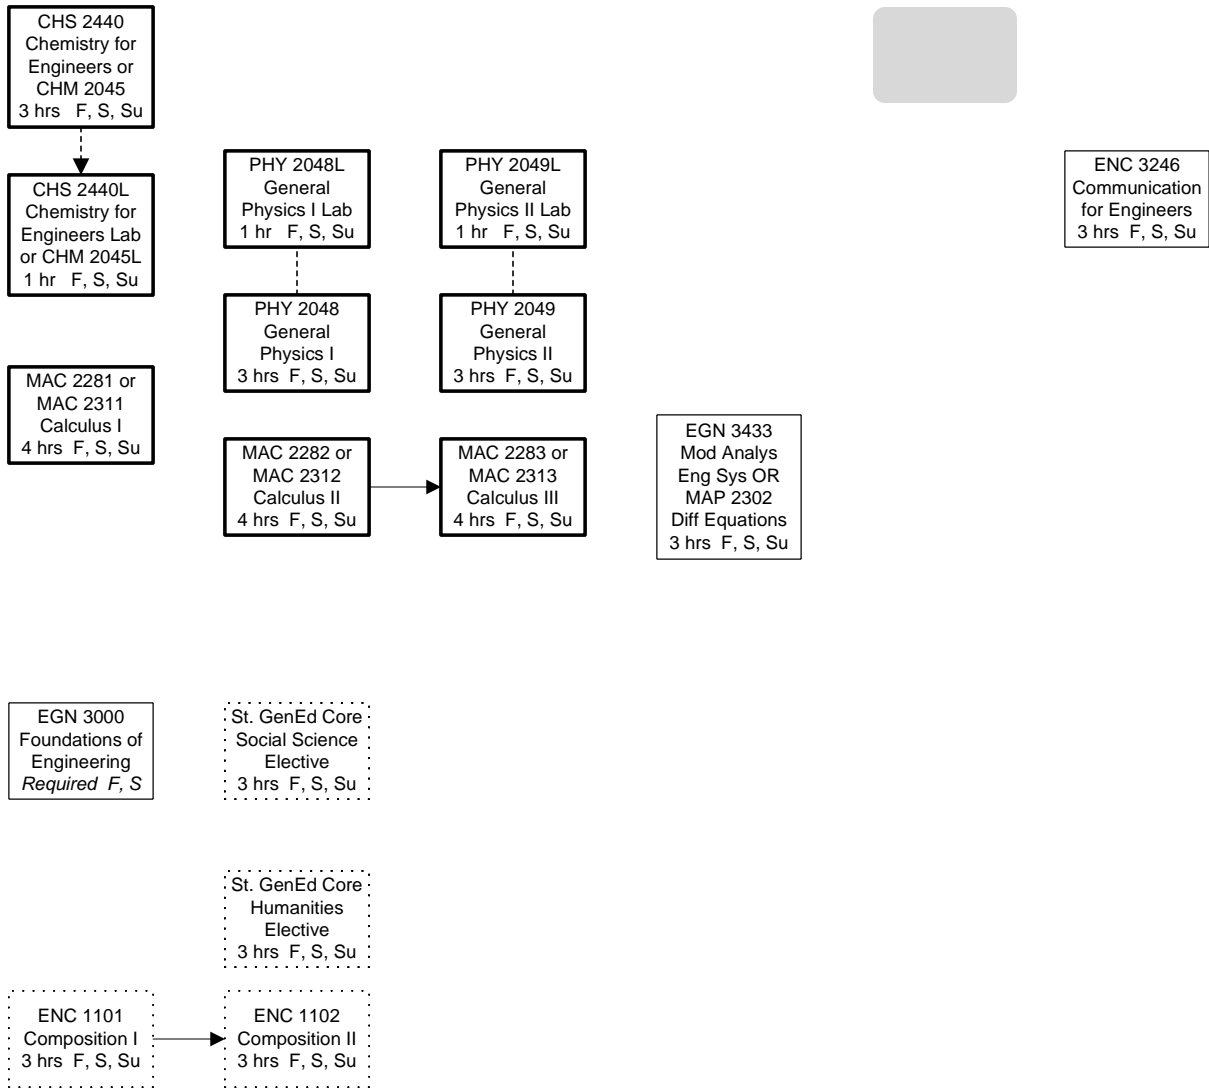 CHS 2440
Chemistry for
Engineers or
CHM 2045
3 hrs F, S, Su
CHS 2440L
Chemistry for
Engineers Lab
or CHM 2045L
1 hr F, S, Su
PHY 2048L
General
Physics I Lab
1 hr F, S, Su
PHY 2049L
General
Physics II Lab
1 hr F, S, Su
ENC 3246
Communication
for Engineers
3 hrs F, S, Su
PHY 2048
General
Physics I
3 hrs F, S, Su
PHY 2049
General
Physics II
3 hrs F, S, Su
MAC 2281 or
MAC 2311
Calculus I
4 hrs F, S, Su
MAC 2282 or
MAC 2312
Calculus II
4 hrs F, S, Su
MAC 2283 or
MAC 2313
Calculus III
4 hrs F, S, Su
EGN 3433
Mod Analys
Eng Sys OR
MAP 2302
Diff Equations
3 hrs F, S, Su
EGN 3000
Foundations of
Engineering
Required F, S
St. GenEd Core
Social Science
Elective
3 hrs F, S, Su
St. GenEd Core
Humanities
Elective
3 hrs F, S, Su
ENC 1101
Composition I
3 hrs F, S, Su
ENC 1102
Composition II
3 hrs F, S, Su